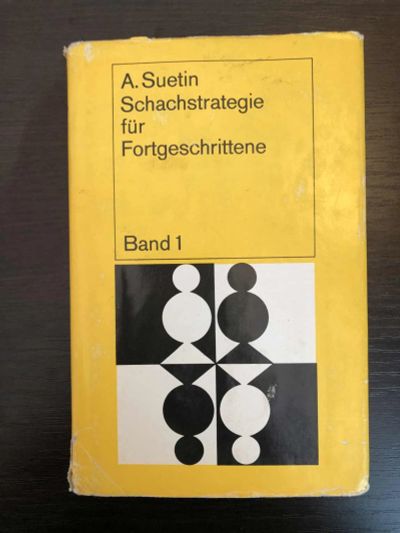 A. Suetin
Schachstrategie
für
Fortgeschrittene
Band 1